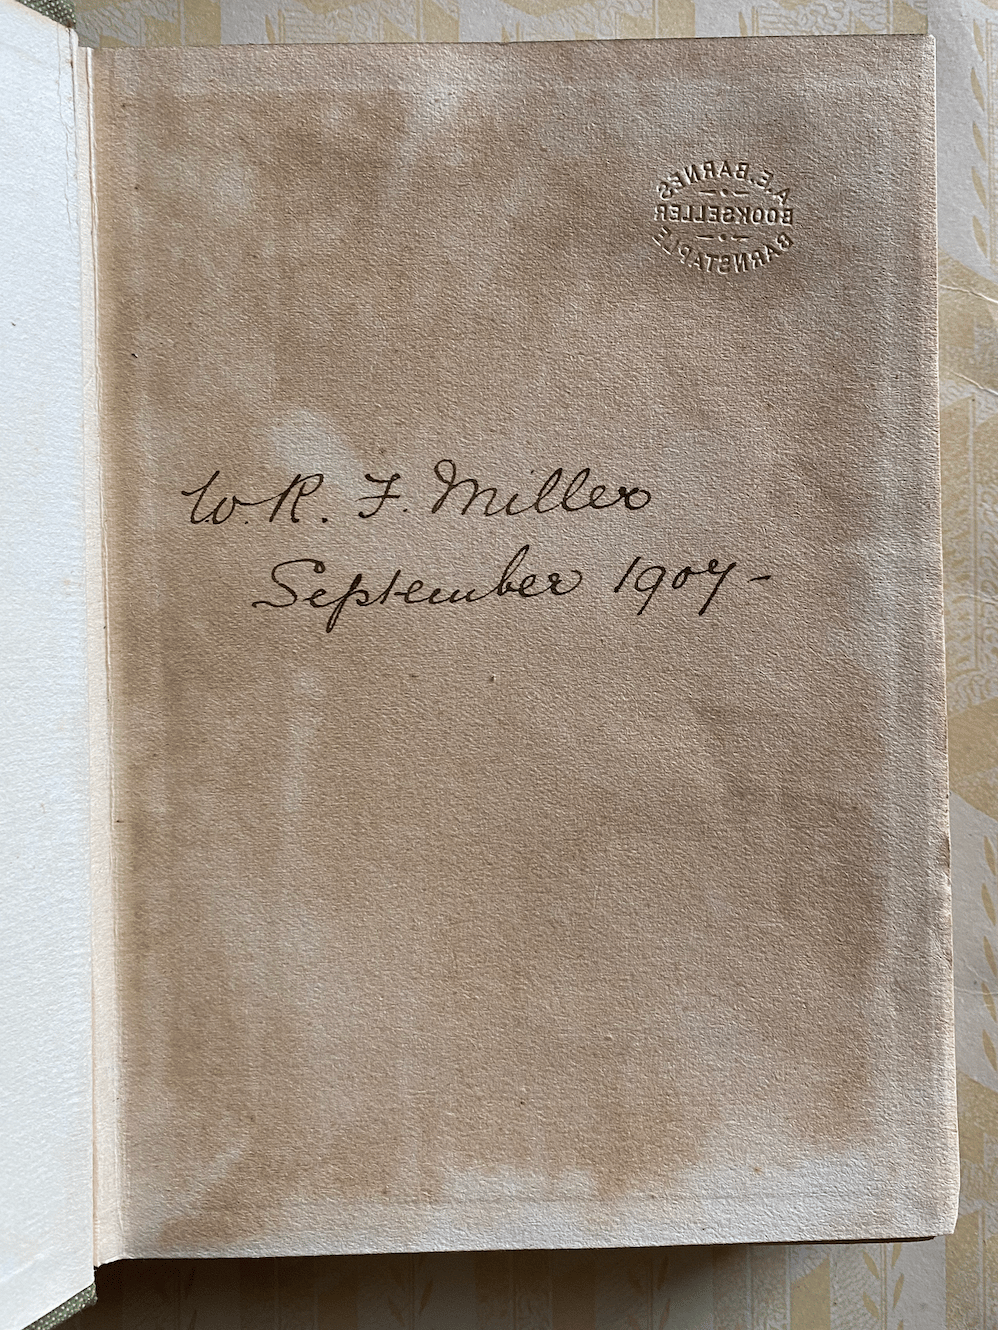 A.E. BARNES
BOOKSELLER
BARNSTAPLE
W. R. F. Miller
September 1907-